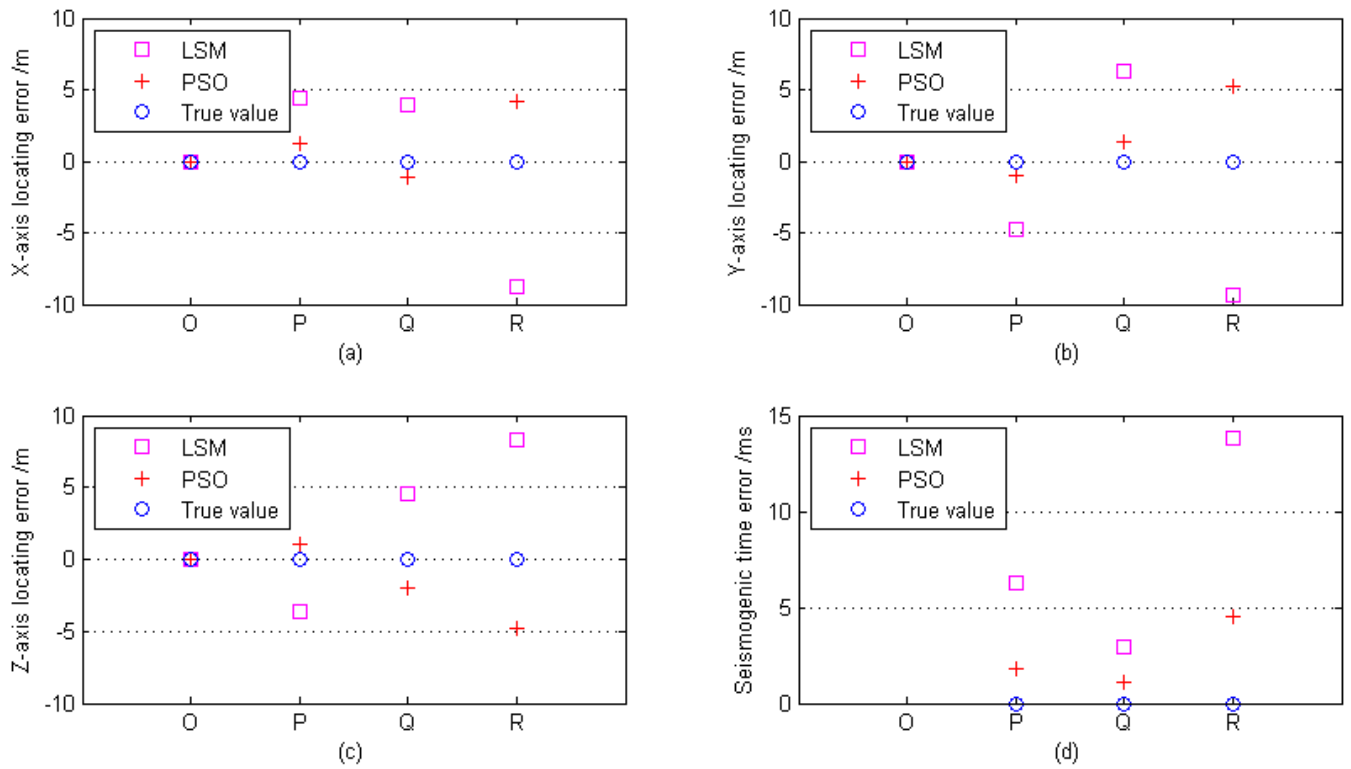 10
5
0
-5
-10
X-axis locating error /m
LSM
PSO
True value
O P Q R
(a)
10
5
0
-5
-10
Y-axis locating error /m
LSM
PSO
True value
O P Q R
(b)
10
5
0
-5
-10
Z-axis locating error /m
LSM
PSO
True value
O P Q R
(c)
15
10
5
0
Seismogenic time error /ms
LSM
PSO
True value
O P Q R
(d)